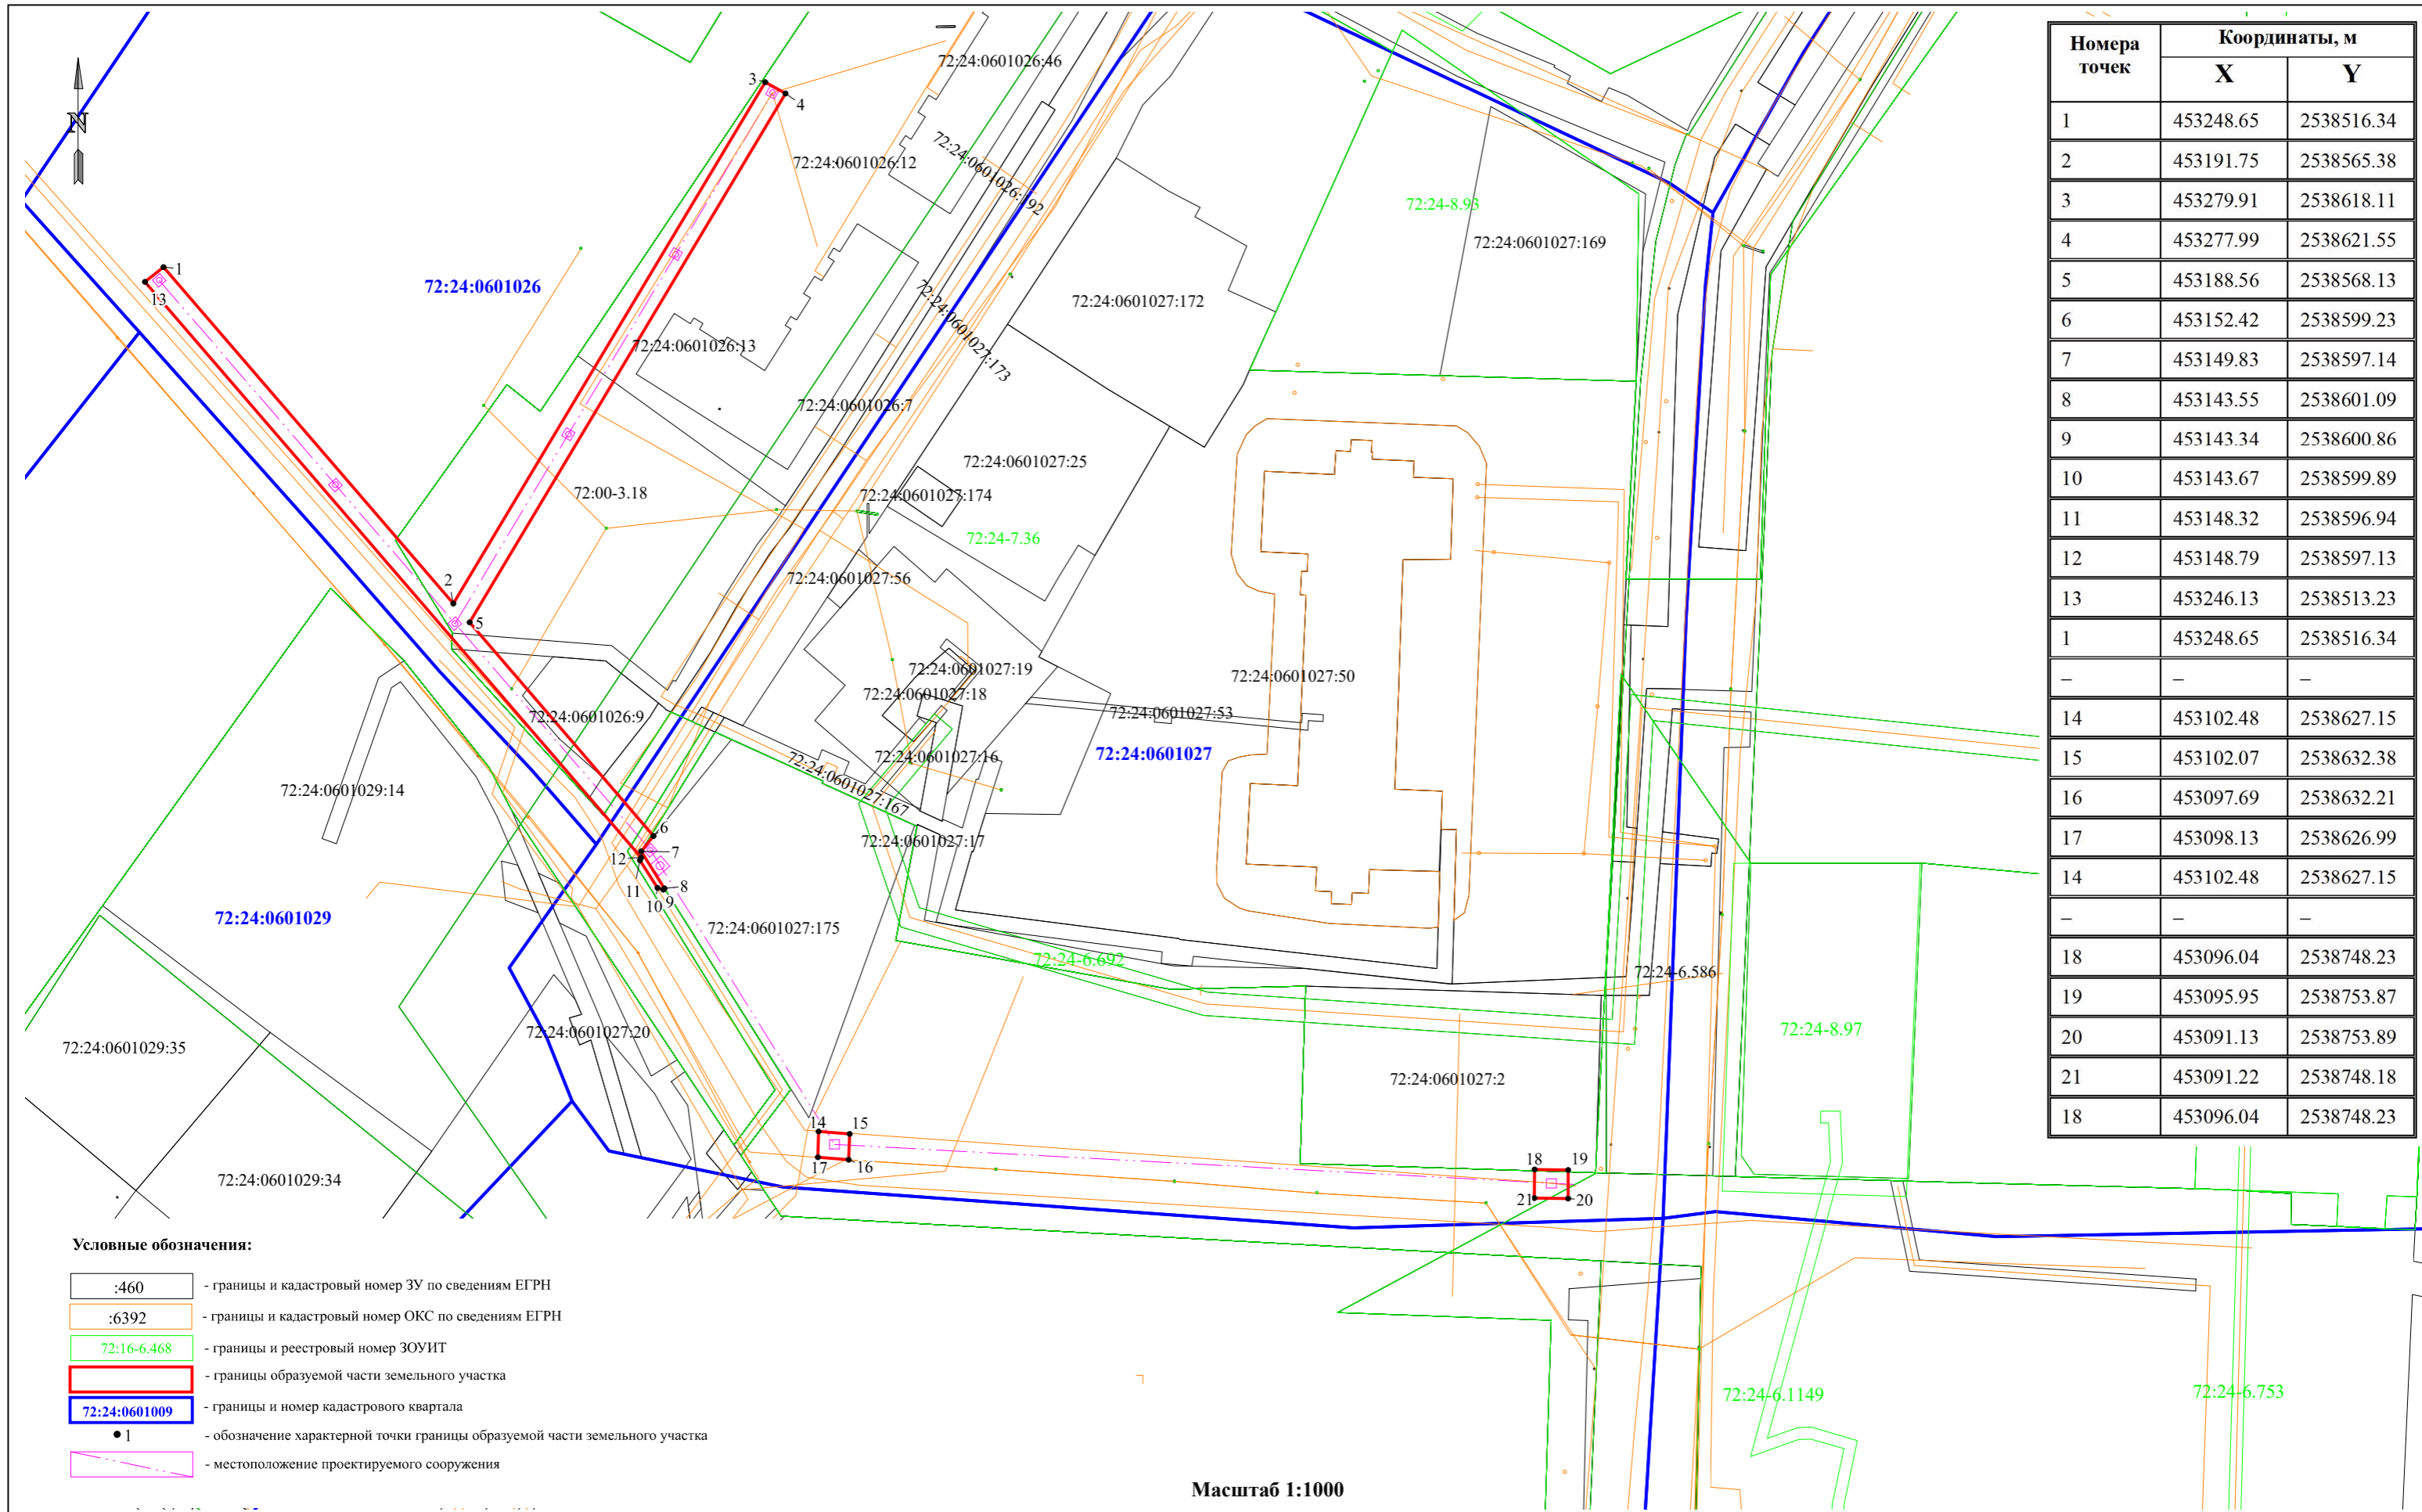 N
72:24:0601026:46
3
4
72:24:0601026:12
72:24:0601026:192
72:24-8.93
72:24:0601027:169
1
13
72:24:0601026
72:24:0601027:172
72:24:0601027:173
72:24:0601026:13
72:24:0601026:7
72:24:0601027:25
72:00-3.18
72:24:0601027:174
72:24-7.36
72:24:0601027:56
2
5
72:24:0601027:19
72:24:0601027:50
72:24:0601027:18
72:24:0601026:9
72:24:0601027:53
72:24:0601027:16
72:24:0601027
72:24:0601027:167
72:24:0601029:14
6
72:24:0601027:17
12
7
11
8
10
9
72:24:0601029
72:24:0601027:175
72:24-6.692
72:24-6.586
72:24:0601027:20
72:24-8.97
72:24:0601029:35
72:24:0601027:2
14
15
17
16
18
19
21
20
72:24:0601029:34
72:24-6.1149
72:24-6.753
Номера точек Координаты, м
X Y
1 453248.65 2538516.34
2 453191.75 2538565.38
3 453279.91 2538618.11
4 453277.99 2538621.55
5 453188.56 2538568.13
6 453152.42 2538599.23
7 453149.83 2538597.14
8 453143.55 2538601.09
9 453143.34 2538600.86
10 453143.67 2538599.89
11 453148.32 2538596.94
12 453148.79 2538597.13
13 453246.13 2538513.23
1 453248.65 2538516.34
– – –
14 453102.48 2538627.15
15 453102.07 2538632.38
16 453097.69 2538632.21
17 453098.13 2538626.99
14 453102.48 2538627.15
– – –
18 453096.04 2538748.23
19 453095.95 2538753.87
20 453091.13 2538753.89
21 453091.22 2538748.18
18 453096.04 2538748.23
Условные обозначения:
:460 - границы и кадастровый номер ЗУ по сведениям ЕГРН
:6392 - границы и кадастровый номер ОКС по сведениям ЕГРН
72:16-6.468 - границы и реестровый номер ЗОУИТ
- границы образуемой части земельного участка
72:24:0601009 - границы и номер кадастрового квартала
1 - обозначение характерной точки границы образуемой части земельного участка
- местоположение проектируемого сооружения
Масштаб 1:1000